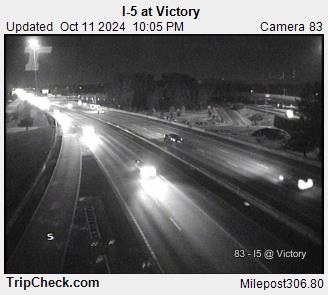 I-5 at Victory
Updated Oct 11 2024 10:05 PM Camera 83
S
83 - I5 @ Victory
TripCheck.com Milepost306.80